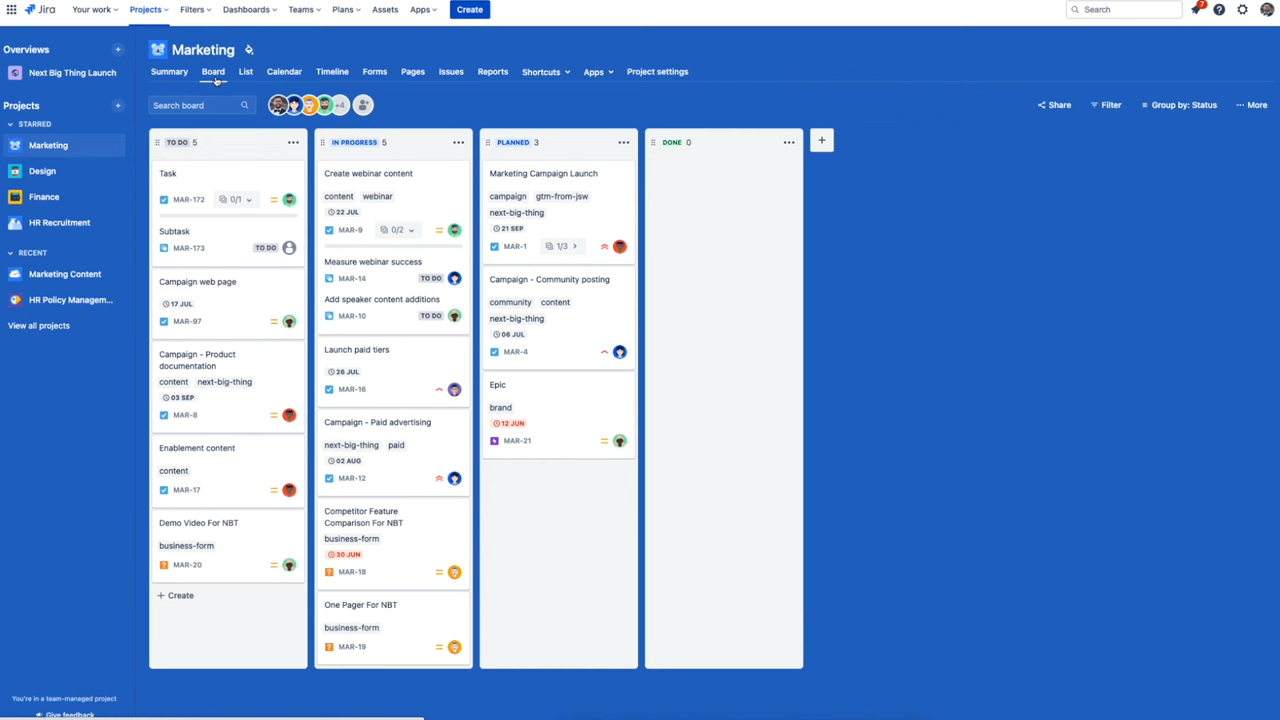 Jira
Your work
Projects
Filters
Dashboards
Teams
Plans
Assets
Apps
Create
Search
7
Overviews
Next Big Thing Launch
Projects
STARRED
Marketing
Design
Finance
HR Recruitment
RECENT
Marketing Content
HR Policy Managem...
View all projects
You're in a team-managed project
Give feedback
Marketing
Summary
Board
List
Calendar
Timeline
Forms
Pages
Issues
Reports
Shortcuts
Apps
Project settings
Search board
+4
Share
Filter
Group by: Status
More
TO DO 5
Task
MAR-172
0/1
Subtask
MAR-173
TO DO
Campaign web page
17 JUL
MAR-97
Campaign - Product
documentation
content next-big-thing
03 SEP
MAR-8
Enablement content
content
MAR-17
Demo Video For NBT
business-form
MAR-20
+ Create
IN PROGRESS 5
Create webinar content
content webinar
22 JUL
MAR-9
0/2
Measure webinar success
MAR-14
TO DO
Add speaker content additions
MAR-10
TO DO
Launch paid tiers
26 JUL
MAR-16
Campaign - Paid advertising
next-big-thing paid
02 AUG
MAR-12
Competitor Feature
Comparison For NBT
business-form
30 JUN
MAR-18
One Pager For NBT
business-form
MAR-19
PLANNED 3
Marketing Campaign Launch
campaign gtm-from-jsw
next-big-thing
21 SEP
MAR-1
1/3
Campaign - Community posting
community content
next-big-thing
06 JUL
MAR-4
Epic
brand
12 JUN
MAR-21
DONE 0